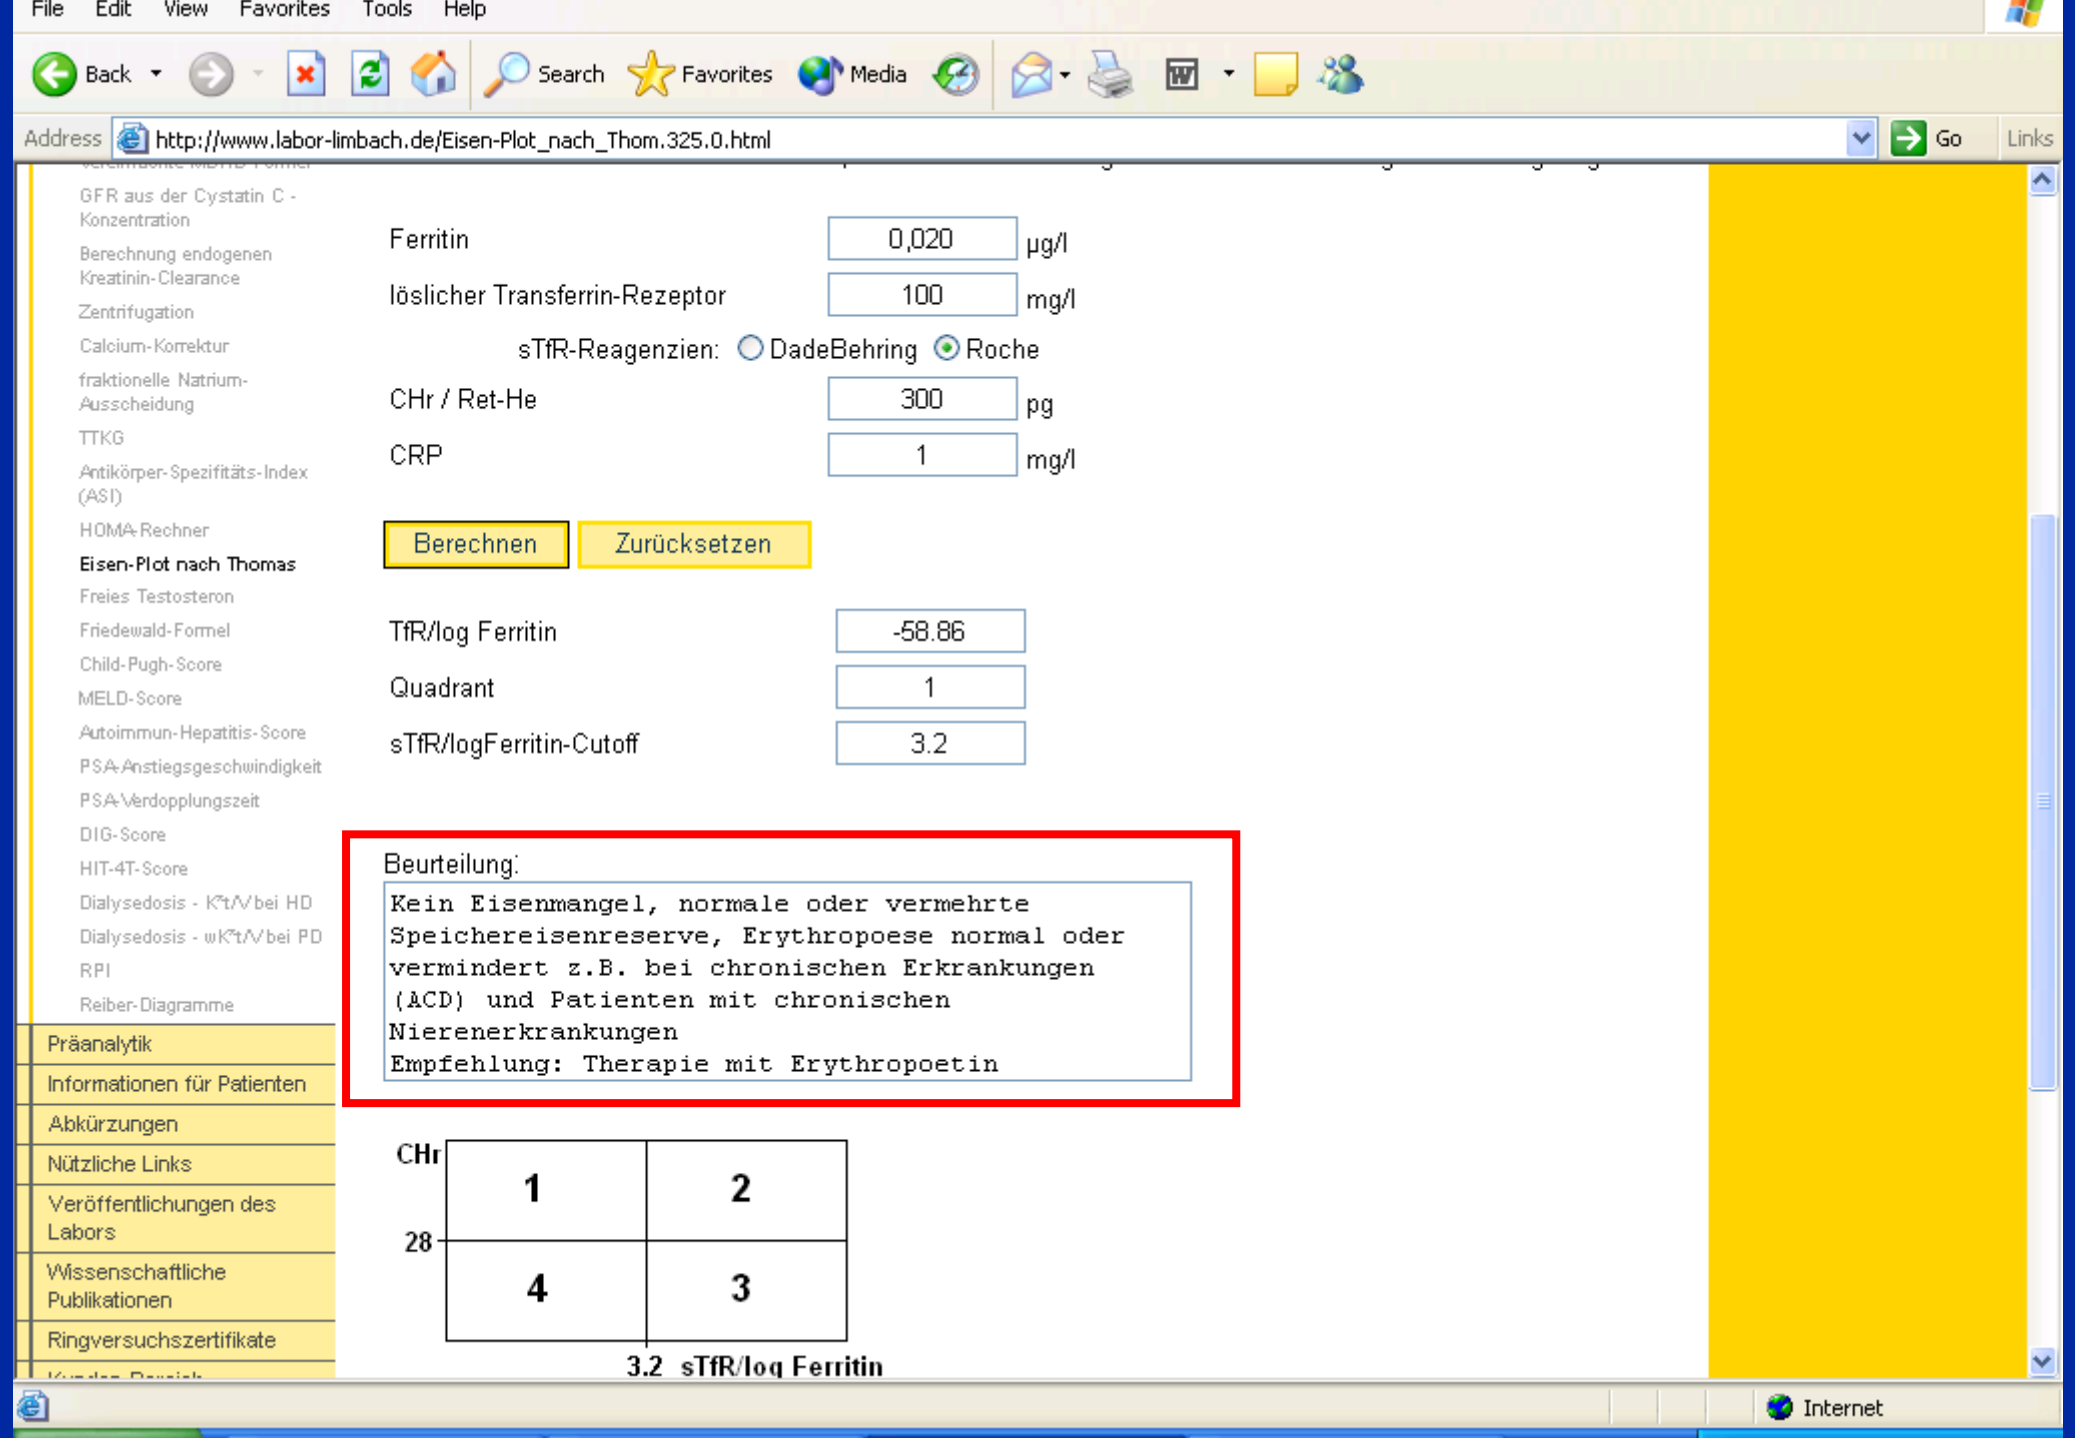 File Edit View Favorites Tools Help
Back Search Favorites Media
Address http://www.labor-limbach.de/Eisen-Plot_nach_Thom.325.0.html Go Links
GFR aus der Cystatin C -
Konzentration
Berechnung endogenen
Kreatinin-Clearance
Zentrifugation
Calcium-Korrektur
fraktionelle Natrium-
Ausscheidung
TTKG
Antikörper-Spezifitäts-Index
(ASI)
HOMA-Rechner
Eisen-Plot nach Thomas
Freies Testosteron
Friedewald-Formel
Child-Pugh-Score
MELD-Score
Autoimmun-Hepatitis-Score
PSA-Anstiegsgeschwindigkeit
PSA-Verdopplungszeit
DIG-Score
HIT-4T-Score
Dialysedosis - K*t/V bei HD
Dialysedosis - wK*t/V bei PD
RPI
Reiber-Diagramme
Präanalytik
Informationen für Patienten
Abkürzungen
Nützliche Links
Veröffentlichungen des
Labors
Wissenschaftliche
Publikationen
Ringversuchszertifikate
Ferritin 0,020 µg/l
löslicher Transferrin-Rezeptor 100 mg/l
sTfR-Reagenzien: DadeBehring Roche
CHr / Ret-He 300 pg
CRP 1 mg/l
Berechnen Zurücksetzen
TfR/log Ferritin -58.86
Quadrant 1
sTfR/logFerritin-Cutoff 3.2
Beurteilung:
Kein Eisenmangel, normale oder vermehrte
Speichereisenreserve, Erythropoese normal oder
vermindert z.B. bei chronischen Erkrankungen
(ACD) und Patienten mit chronischen
Nierenerkrankungen
Empfehlung: Therapie mit Erythropoetin
CHr
1 2
28
4 3
3.2 sTfR/log Ferritin
Internet